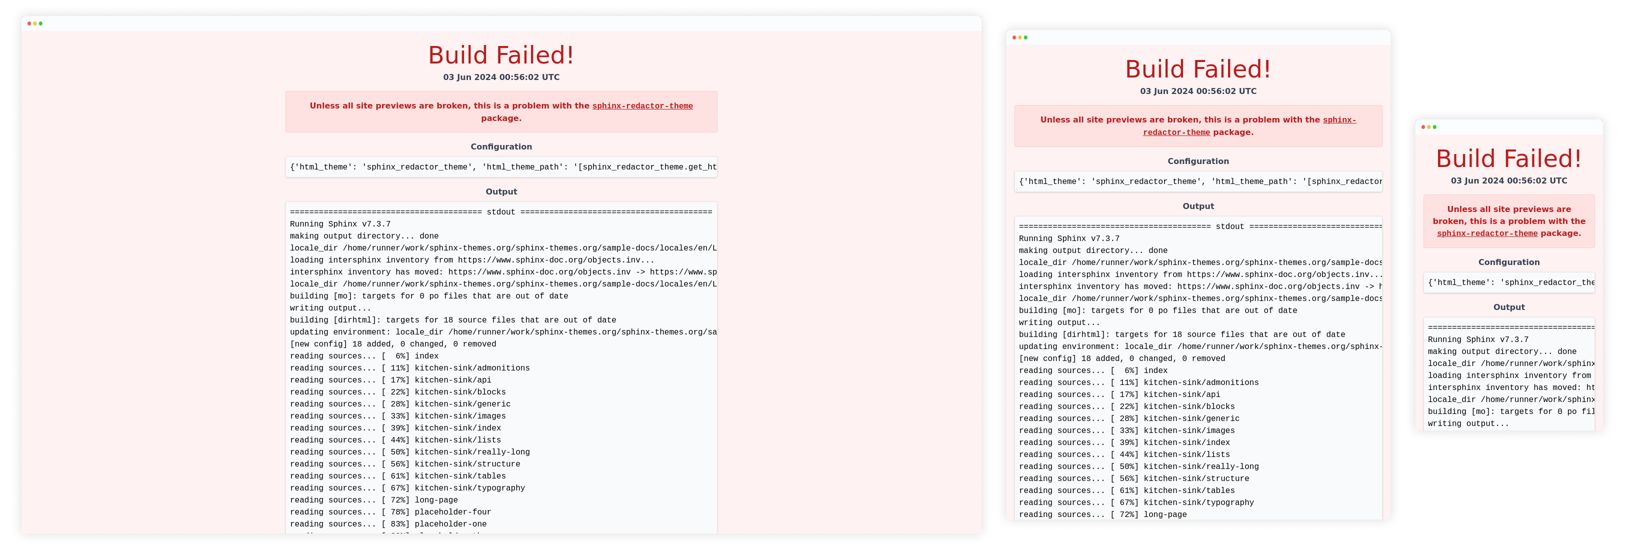 Build Failed!
03 Jun 2024 00:56:02 UTC
Unless all site previews are broken, this is a problem with the sphinx-redactor-theme
package.
Configuration
{'html_theme': 'sphinx_redactor_theme', 'html_theme_path': '[sphinx_redactor_theme.get_ht
Output
======================================== stdout ========================================
Running Sphinx v7.3.7
making output directory... done
locale_dir /home/runner/work/sphinx-themes.org/sphinx-themes.org/sample-docs/locales/en/L
loading intersphinx inventory from https://www.sphinx-doc.org/objects.inv...
intersphinx inventory has moved: https://www.sphinx-doc.org/objects.inv -> https://www.sp
locale_dir /home/runner/work/sphinx-themes.org/sphinx-themes.org/sample-docs/locales/en/L
building [mo]: targets for 0 po files that are out of date
writing output...
building [dirhtml]: targets for 18 source files that are out of date
updating environment: locale_dir /home/runner/work/sphinx-themes.org/sphinx-themes.org/sa
[new config] 18 added, 0 changed, 0 removed
reading sources... [  6%] index
reading sources... [ 11%] kitchen-sink/admonitions
reading sources... [ 17%] kitchen-sink/api
reading sources... [ 22%] kitchen-sink/blocks
reading sources... [ 28%] kitchen-sink/generic
reading sources... [ 33%] kitchen-sink/images
reading sources... [ 39%] kitchen-sink/index
reading sources... [ 44%] kitchen-sink/lists
reading sources... [ 50%] kitchen-sink/really-long
reading sources... [ 56%] kitchen-sink/structure
reading sources... [ 61%] kitchen-sink/tables
reading sources... [ 67%] kitchen-sink/typography
reading sources... [ 72%] long-page
reading sources... [ 78%] placeholder-four
reading sources... [ 83%] placeholder-one
Build Failed!
03 Jun 2024 00:56:02 UTC
Unless all site previews are broken, this is a problem with the sphinx-
redactor-theme package.
Configuration
{'html_theme': 'sphinx_redactor_theme', 'html_theme_path': '[sphinx_redactor
Output
======================================== stdout ============================
Running Sphinx v7.3.7
making output directory... done
locale_dir /home/runner/work/sphinx-themes.org/sphinx-themes.org/sample-docs
loading intersphinx inventory from https://www.sphinx-doc.org/objects.inv...
intersphinx inventory has moved: https://www.sphinx-doc.org/objects.inv -> h
locale_dir /home/runner/work/sphinx-themes.org/sphinx-themes.org/sample-docs
building [mo]: targets for 0 po files that are out of date
writing output...
building [dirhtml]: targets for 18 source files that are out of date
updating environment: locale_dir /home/runner/work/sphinx-themes.org/sphinx-
[new config] 18 added, 0 changed, 0 removed
reading sources... [  6%] index
reading sources... [ 11%] kitchen-sink/admonitions
reading sources... [ 17%] kitchen-sink/api
reading sources... [ 22%] kitchen-sink/blocks
reading sources... [ 28%] kitchen-sink/generic
reading sources... [ 33%] kitchen-sink/images
reading sources... [ 39%] kitchen-sink/index
reading sources... [ 44%] kitchen-sink/lists
reading sources... [ 50%] kitchen-sink/really-long
reading sources... [ 56%] kitchen-sink/structure
reading sources... [ 61%] kitchen-sink/tables
reading sources... [ 67%] kitchen-sink/typography
reading sources... [ 72%] long-page
Build Failed!
03 Jun 2024 00:56:02 UTC
Unless all site previews are
broken, this is a problem with the
sphinx-redactor-theme package.
Configuration
{'html_theme': 'sphinx_redactor_the
Output
===================================
Running Sphinx v7.3.7
making output directory... done
locale_dir /home/runner/work/sphinx
loading intersphinx inventory from
intersphinx inventory has moved: ht
locale_dir /home/runner/work/sphinx
building [mo]: targets for 0 po fil
writing output...